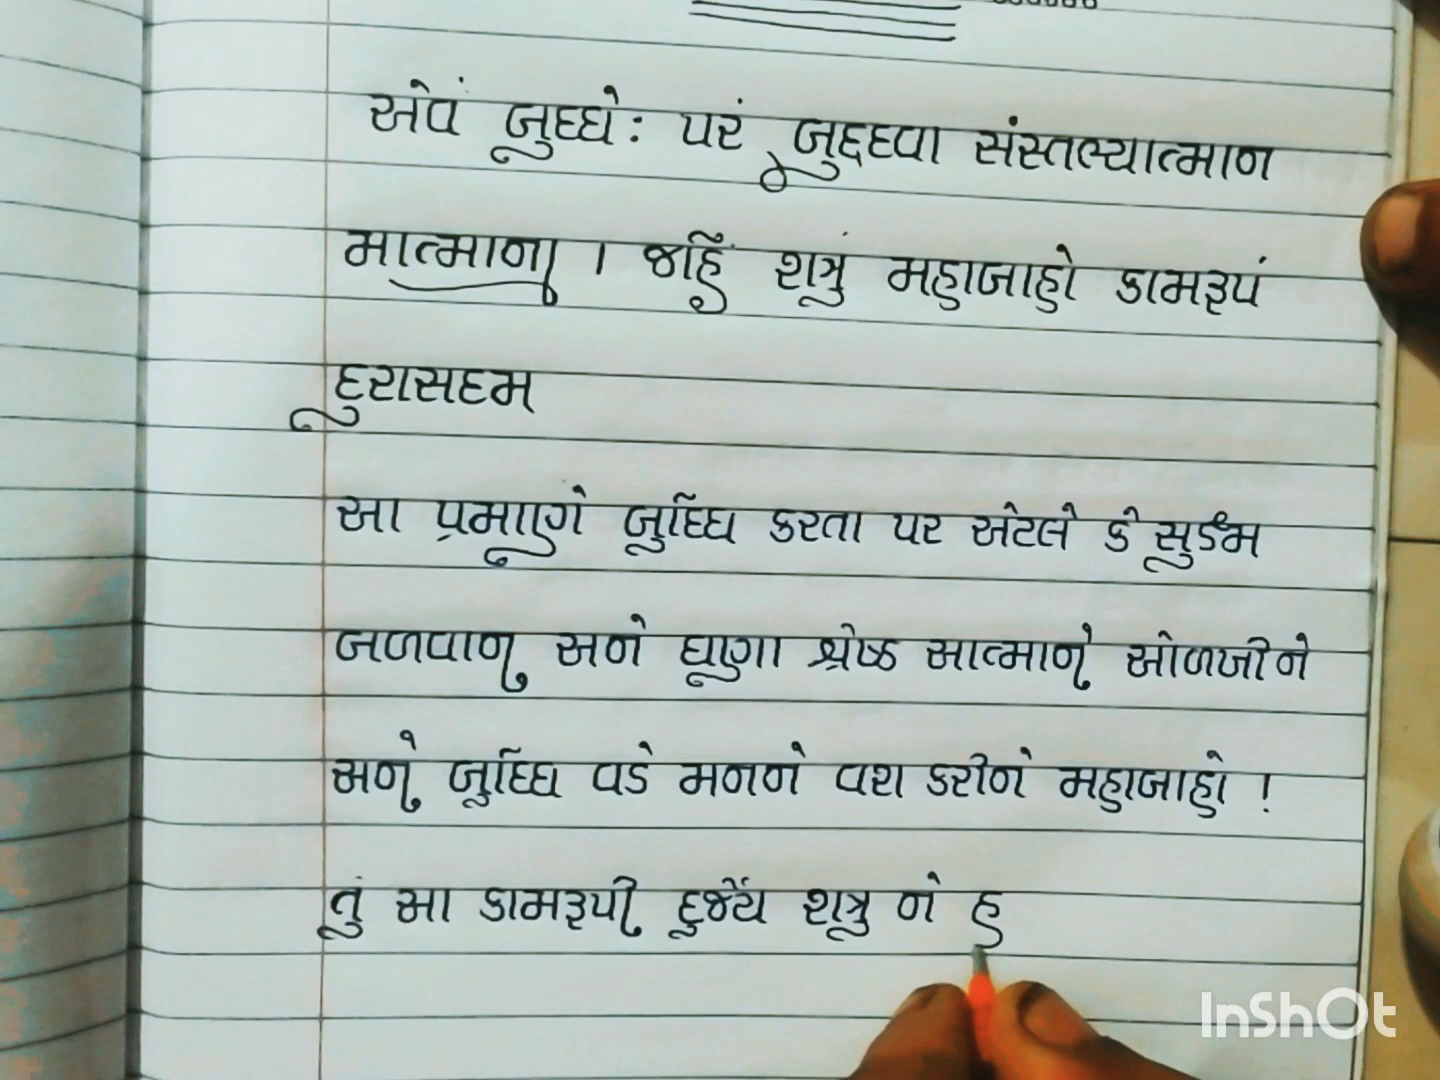 એવં બુધ્ધેઃ પરં બુદ્દધ્વા સંસ્તભ્યાત્માન
માત્માના । જહિં શત્રું મહાબાહો કામરૂપં
દુરાસદમ્
આ પ્રમાણે બુધ્ધિ કરતા પર એટલે કે સુક્ષ્મ
બળવાન અને ઘણા શ્રેષ્ઠ આત્માને ઓળખીને
અને બુધ્ધિ વડે મનને વશ કરીને મહાબાહો !
તું આ કામરૂપી દુર્જેય શત્રુ ને હ
InShOt